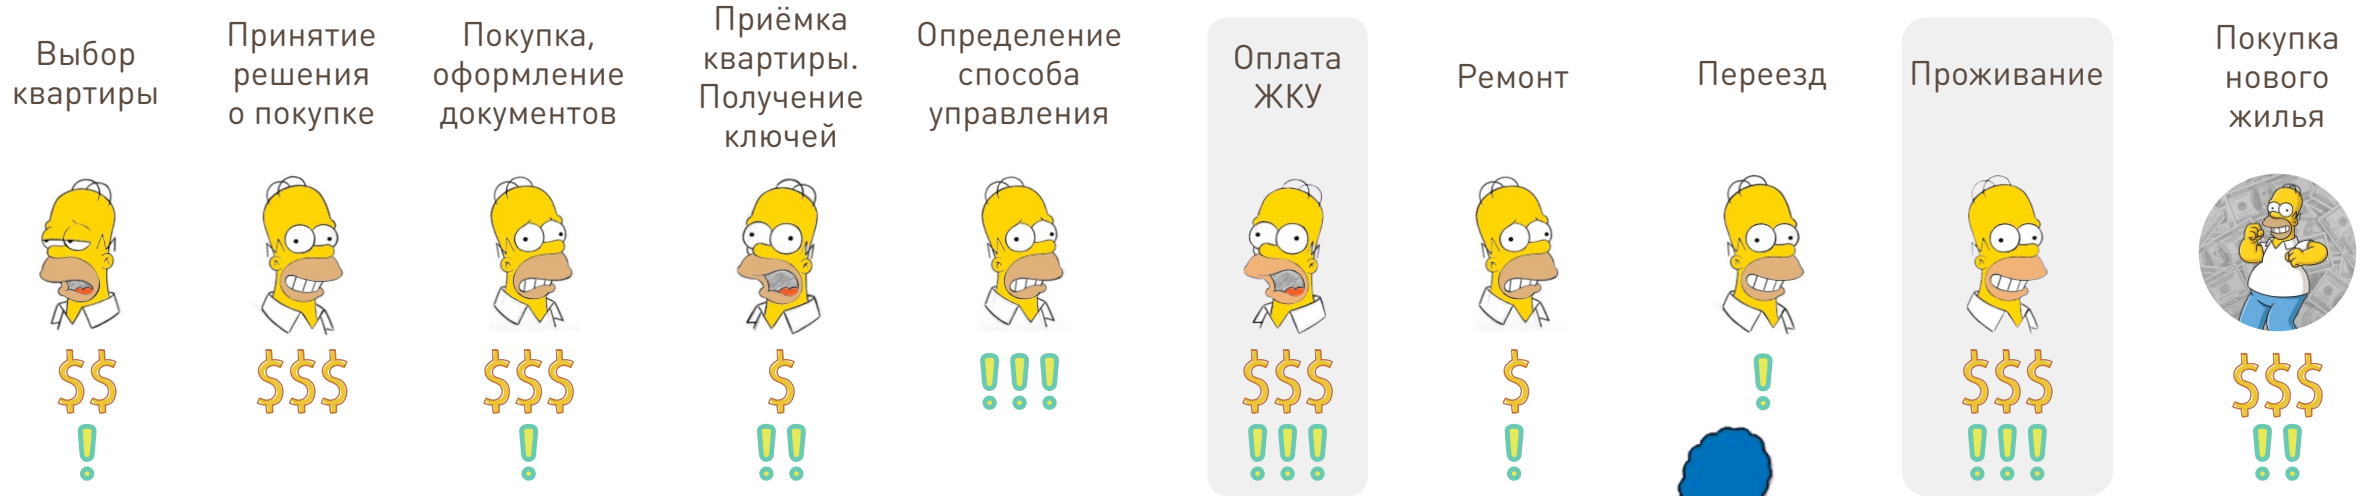 Выбор
квартиры
Принятие
решения
о покупке
Покупка,
оформление
документов
Приёмка
квартиры.
Получение
ключей
Определение
способа
управления
Оплата
ЖКУ
Ремонт
Переезд
Проживание
Покупка
нового
жилья
$$
$$$
$$$
$
!!!
$$$
$
!
$$$
$$$
!
!
!!
!!!
!
!!!
!!